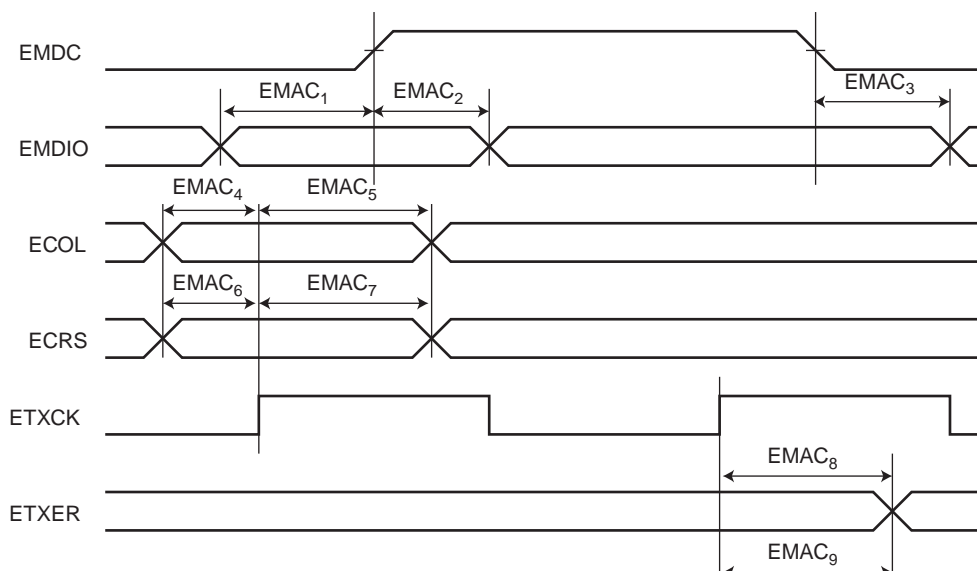 EMDC
EMAC₁ EMAC₂ EMAC₃
EMDIO
EMAC₄ EMAC₅
ECOL
EMAC₆ EMAC₇
ECRS
ETXCK
EMAC₈
ETXER
EMAC₉